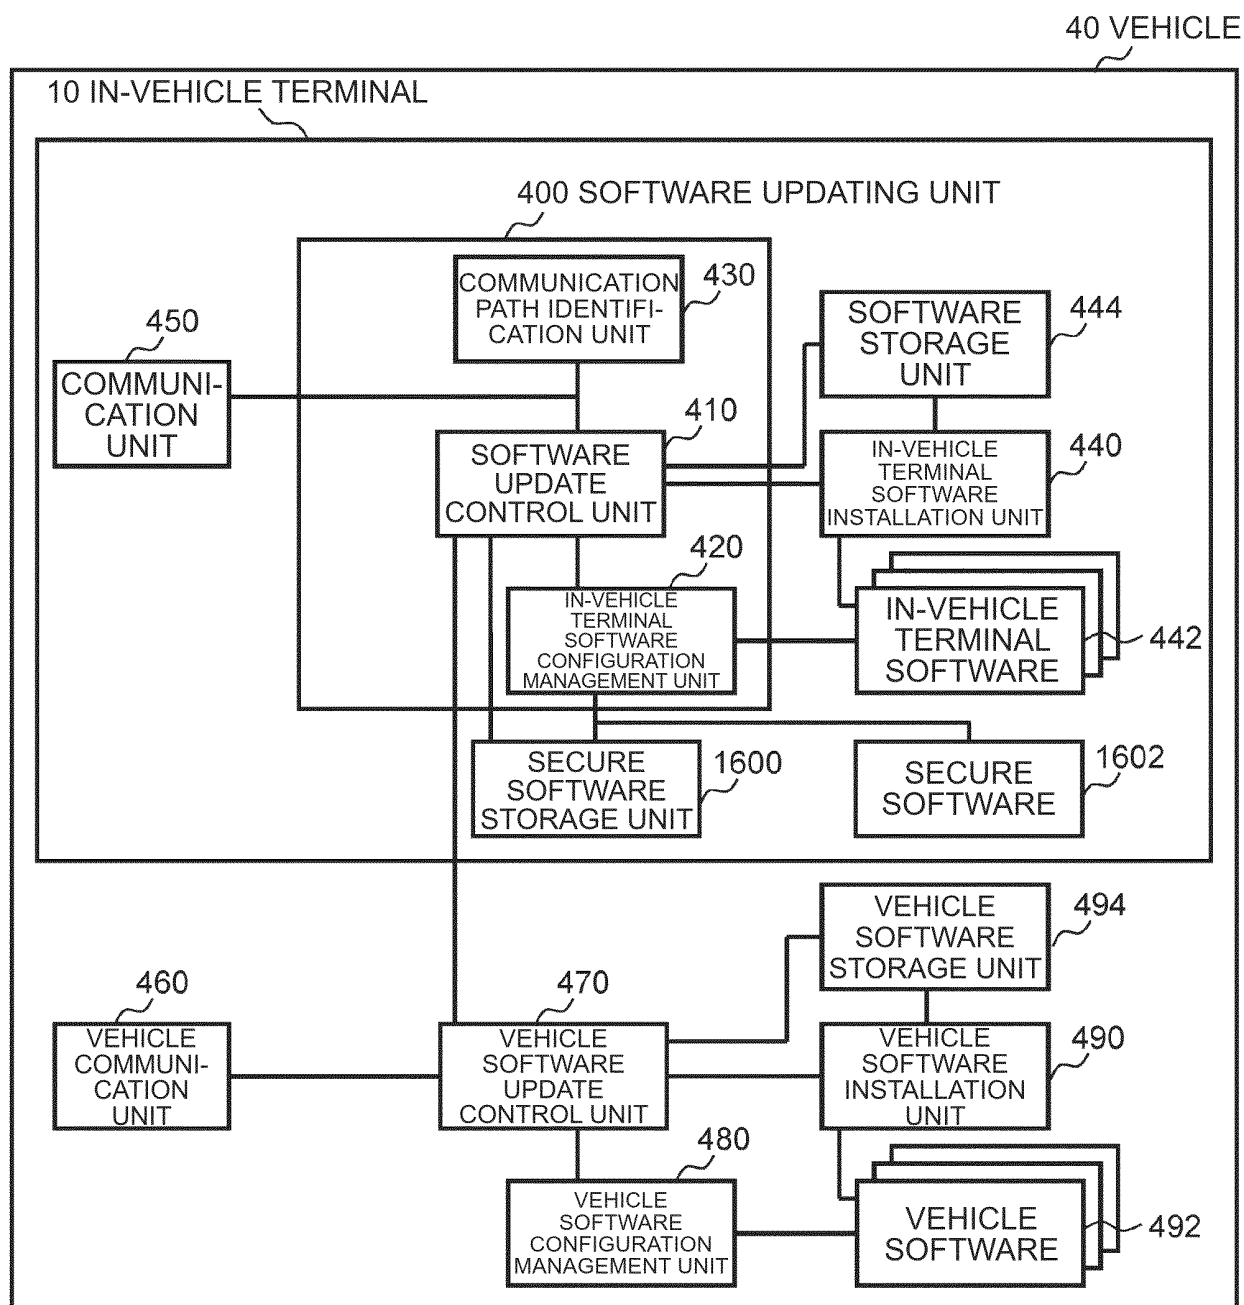 40 VEHICLE
10 IN-VEHICLE TERMINAL
400 SOFTWARE UPDATING UNIT
COMMUNICATION
PATH IDENTIFI-
CATION UNIT
430
SOFTWARE
STORAGE
UNIT
444
450
COMMUNI-
CATION
UNIT
410
SOFTWARE
UPDATE
CONTROL UNIT
IN-VEHICLE
TERMINAL
SOFTWARE
INSTALLATION UNIT
440
420
IN-VEHICLE
TERMINAL
SOFTWARE
CONFIGURATION
MANAGEMENT UNIT
IN-VEHICLE
TERMINAL
SOFTWARE
442
SECURE
SOFTWARE
STORAGE UNIT
1600
SECURE
SOFTWARE
1602
VEHICLE
SOFTWARE
STORAGE UNIT
494
460
VEHICLE
COMMUNI-
CATION
UNIT
470
VEHICLE
SOFTWARE
UPDATE
CONTROL UNIT
VEHICLE
SOFTWARE
INSTALLATION
UNIT
490
480
VEHICLE
SOFTWARE
CONFIGURATION
MANAGEMENT UNIT
VEHICLE
SOFTWARE
492